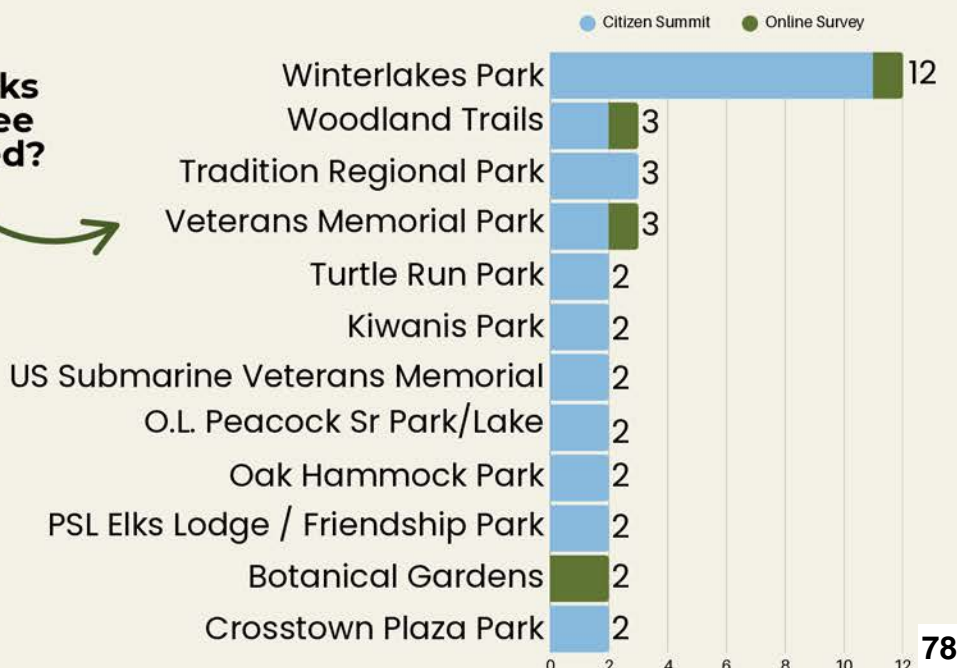 Citizen Summit Online Survey
Winterlakes Park 12
Woodland Trails 3
Tradition Regional Park 3
Veterans Memorial Park 3
Turtle Run Park 2
Kiwanis Park 2
US Submarine Veterans Memorial 2
O.L. Peacock Sr Park/Lake 2
Oak Hammock Park 2
PSL Elks Lodge / Friendship Park 2
Botanical Gardens 2
Crosstown Plaza Park 2
0 2 4 6 8 10 12
78